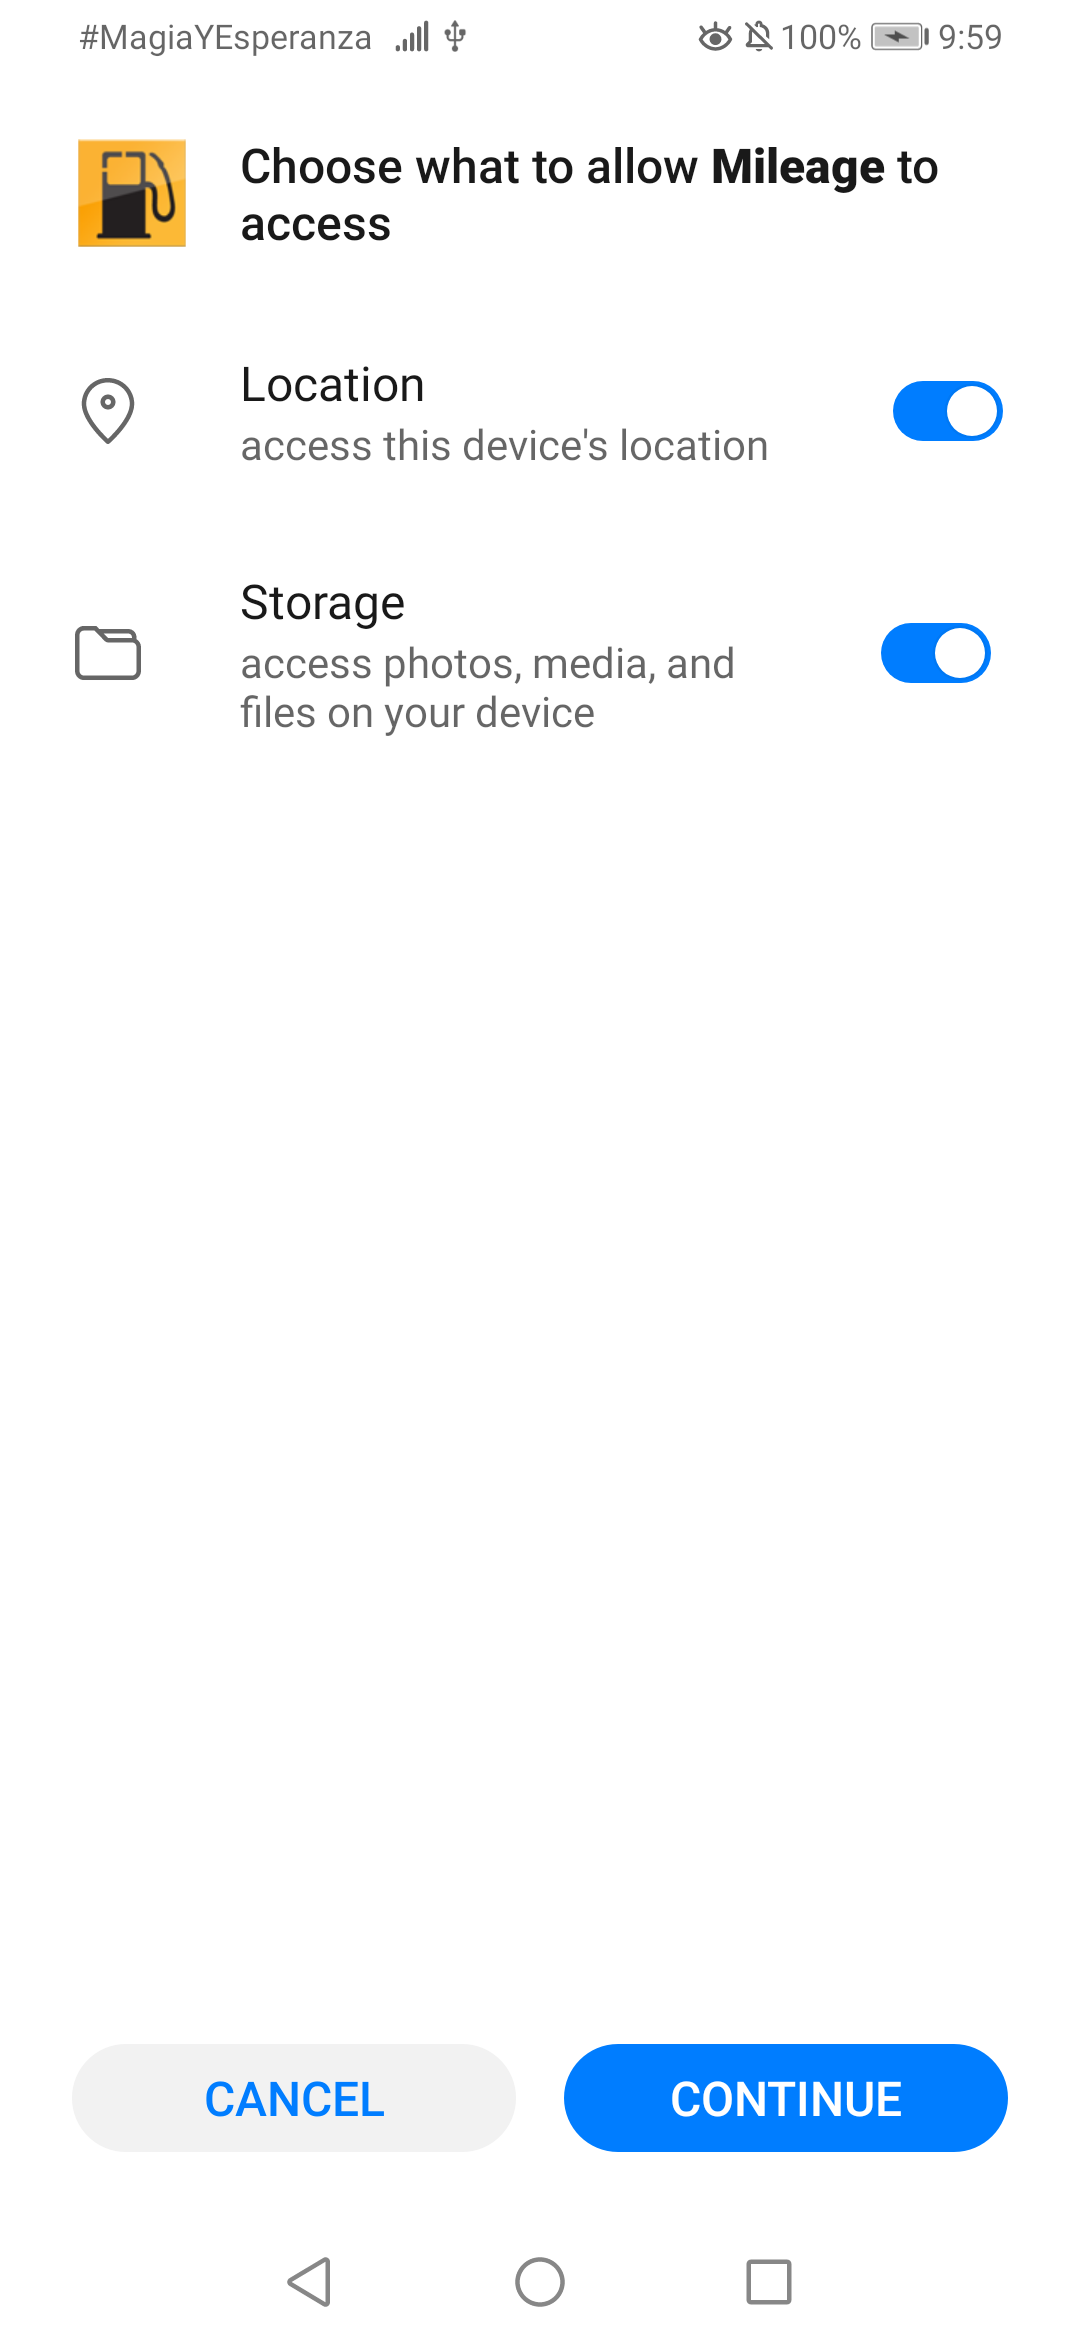 #MagiaYEsperanza 100% 9:59
Choose what to allow Mileage to
access
Location
access this device's location
Storage
access photos, media, and
files on your device
CANCEL CONTINUE